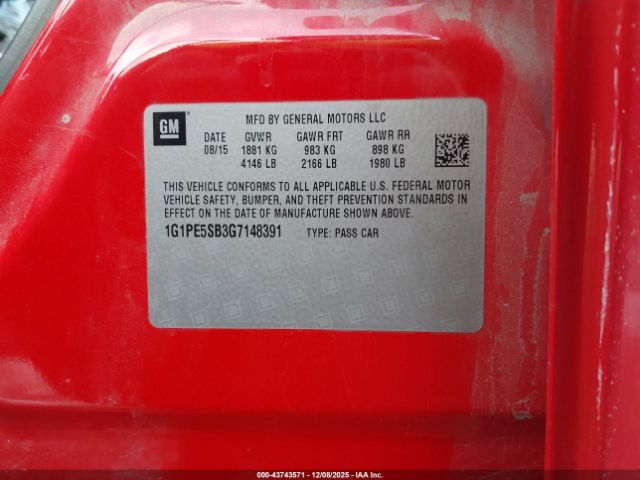 GM
MFD BY GENERAL MOTORS LLC
DATE GVWR GAWR FRT GAWR RR
08/15 1881 KG 983 KG 898 KG
4146 LB 2166 LB 1980 LB
THIS VEHICLE CONFORMS TO ALL APPLICABLE U.S. FEDERAL MOTOR
VEHICLE SAFETY, BUMPER, AND THEFT PREVENTION STANDARDS IN
EFFECT ON THE DATE OF MANUFACTURE SHOWN ABOVE.
1G1PE5SB3G7148391 TYPE: PASS CAR
000-43743571 - 12/08/2025 - IAA Inc.